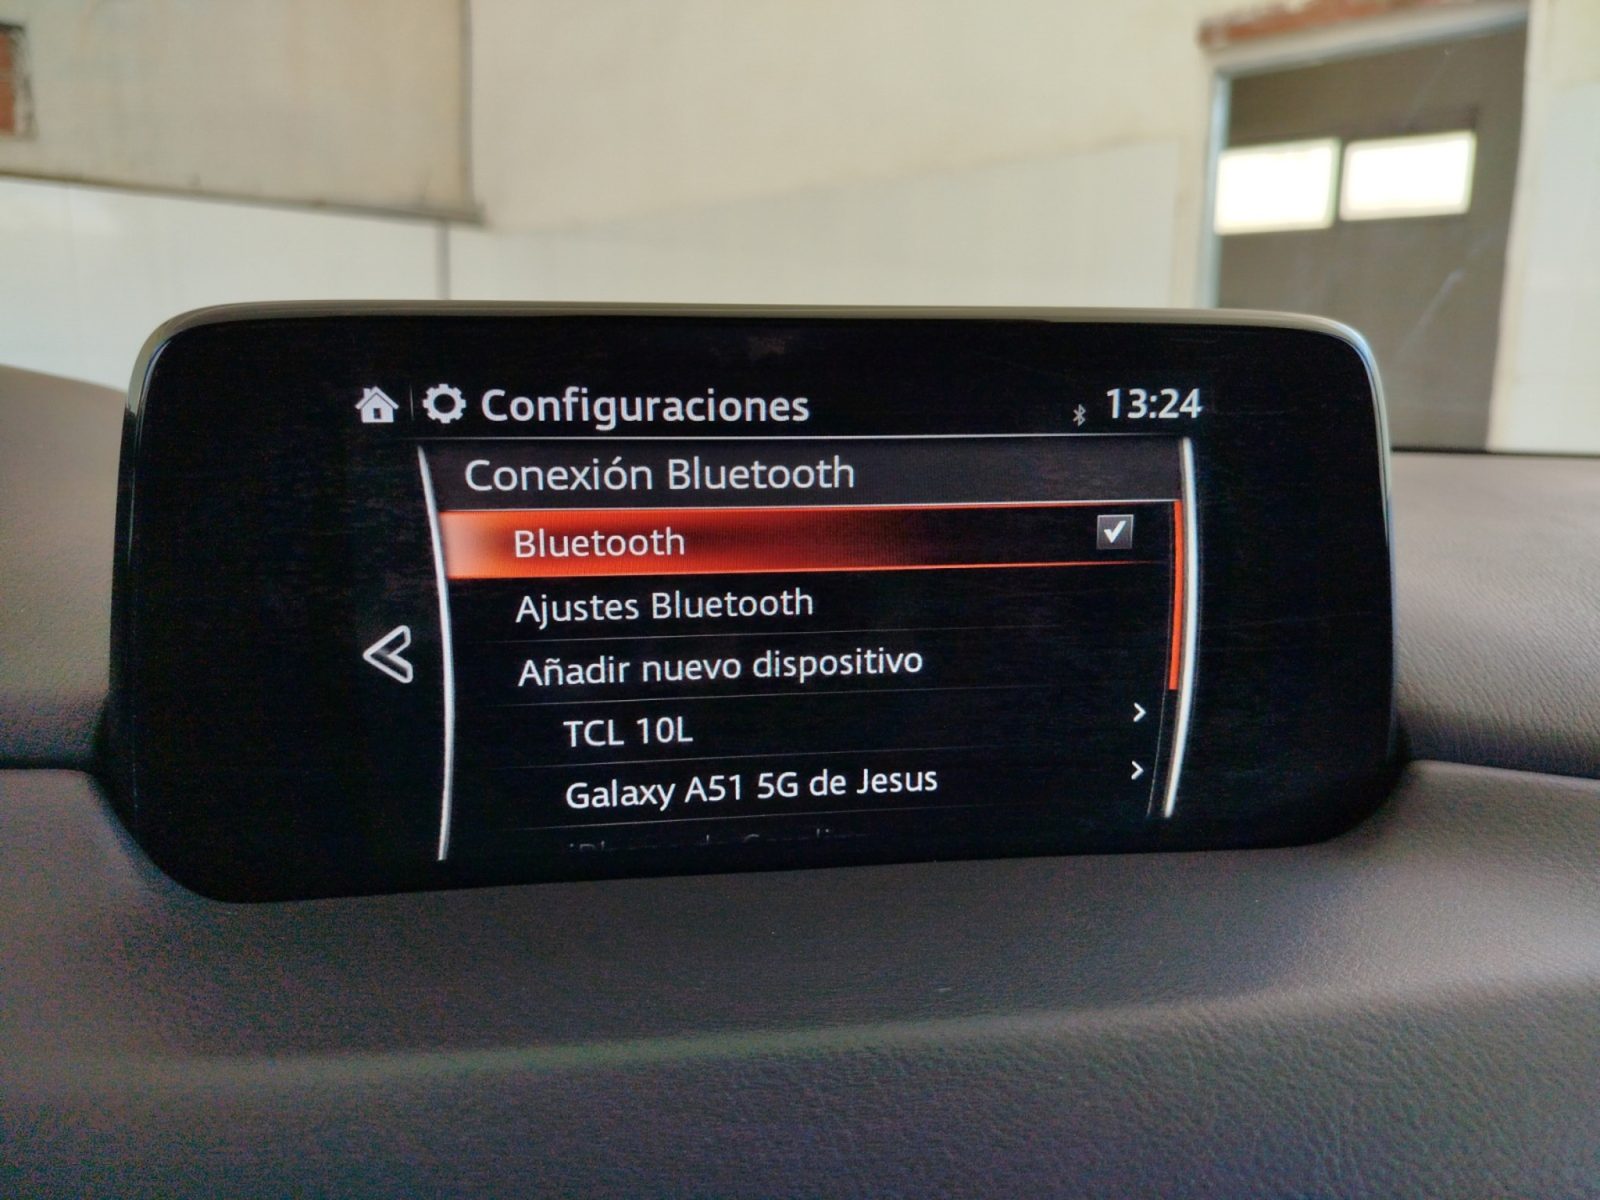 Configuraciones 13:24
Conexión Bluetooth
Bluetooth
Ajustes Bluetooth
Añadir nuevo dispositivo
TCL 10L
Galaxy A51 5G de Jesus